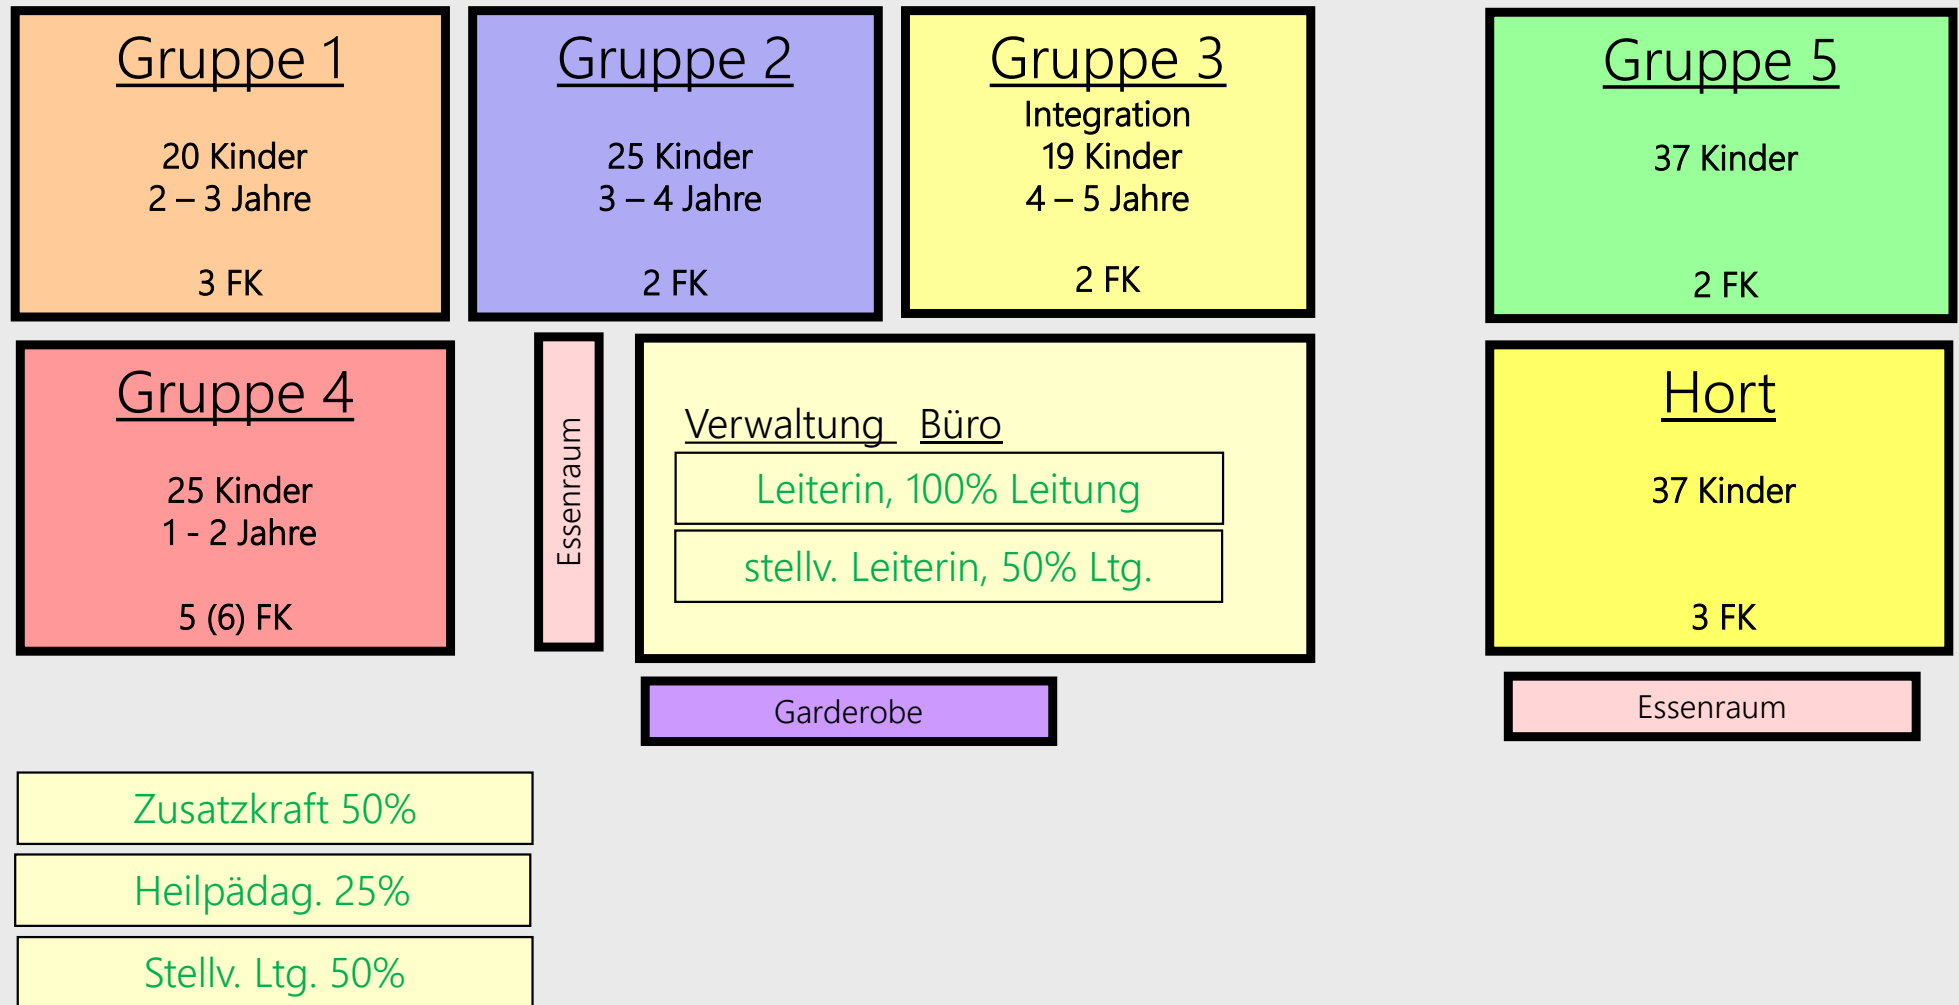 Gruppe 1
20 Kinder
2 – 3 Jahre
3 FK
Gruppe 2
25 Kinder
3 – 4 Jahre
2 FK
Gruppe 3
Integration
19 Kinder
4 – 5 Jahre
2 FK
Gruppe 5
37 Kinder
2 FK
Gruppe 4
25 Kinder
1 - 2 Jahre
5 (6) FK
Essenraum
Verwaltung Büro
Leiterin, 100% Leitung
stellv. Leiterin, 50% Ltg.
Hort
37 Kinder
3 FK
Garderobe
Essenraum
Zusatzkraft 50%
Heilpädag. 25%
Stellv. Ltg. 50%